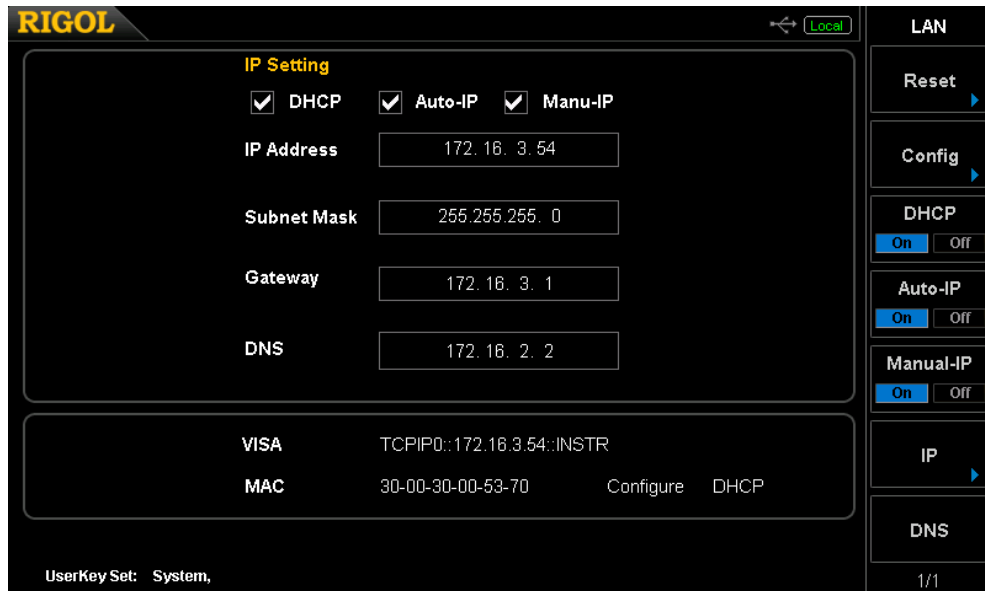 RIGOL
Local
IP Setting
DHCP Auto-IP Manu-IP
IP Address 172. 16. 3. 54
Subnet Mask 255.255.255. 0
Gateway 172. 16. 3. 1
DNS 172. 16. 2. 2
VISA TCPIP0::172.16.3.54::INSTR
MAC 30-00-30-00-53-70 Configure DHCP
UserKey Set: System,
LAN
Reset
Config
DHCP
On Off
Auto-IP
On Off
Manual-IP
On Off
IP
DNS
1/1